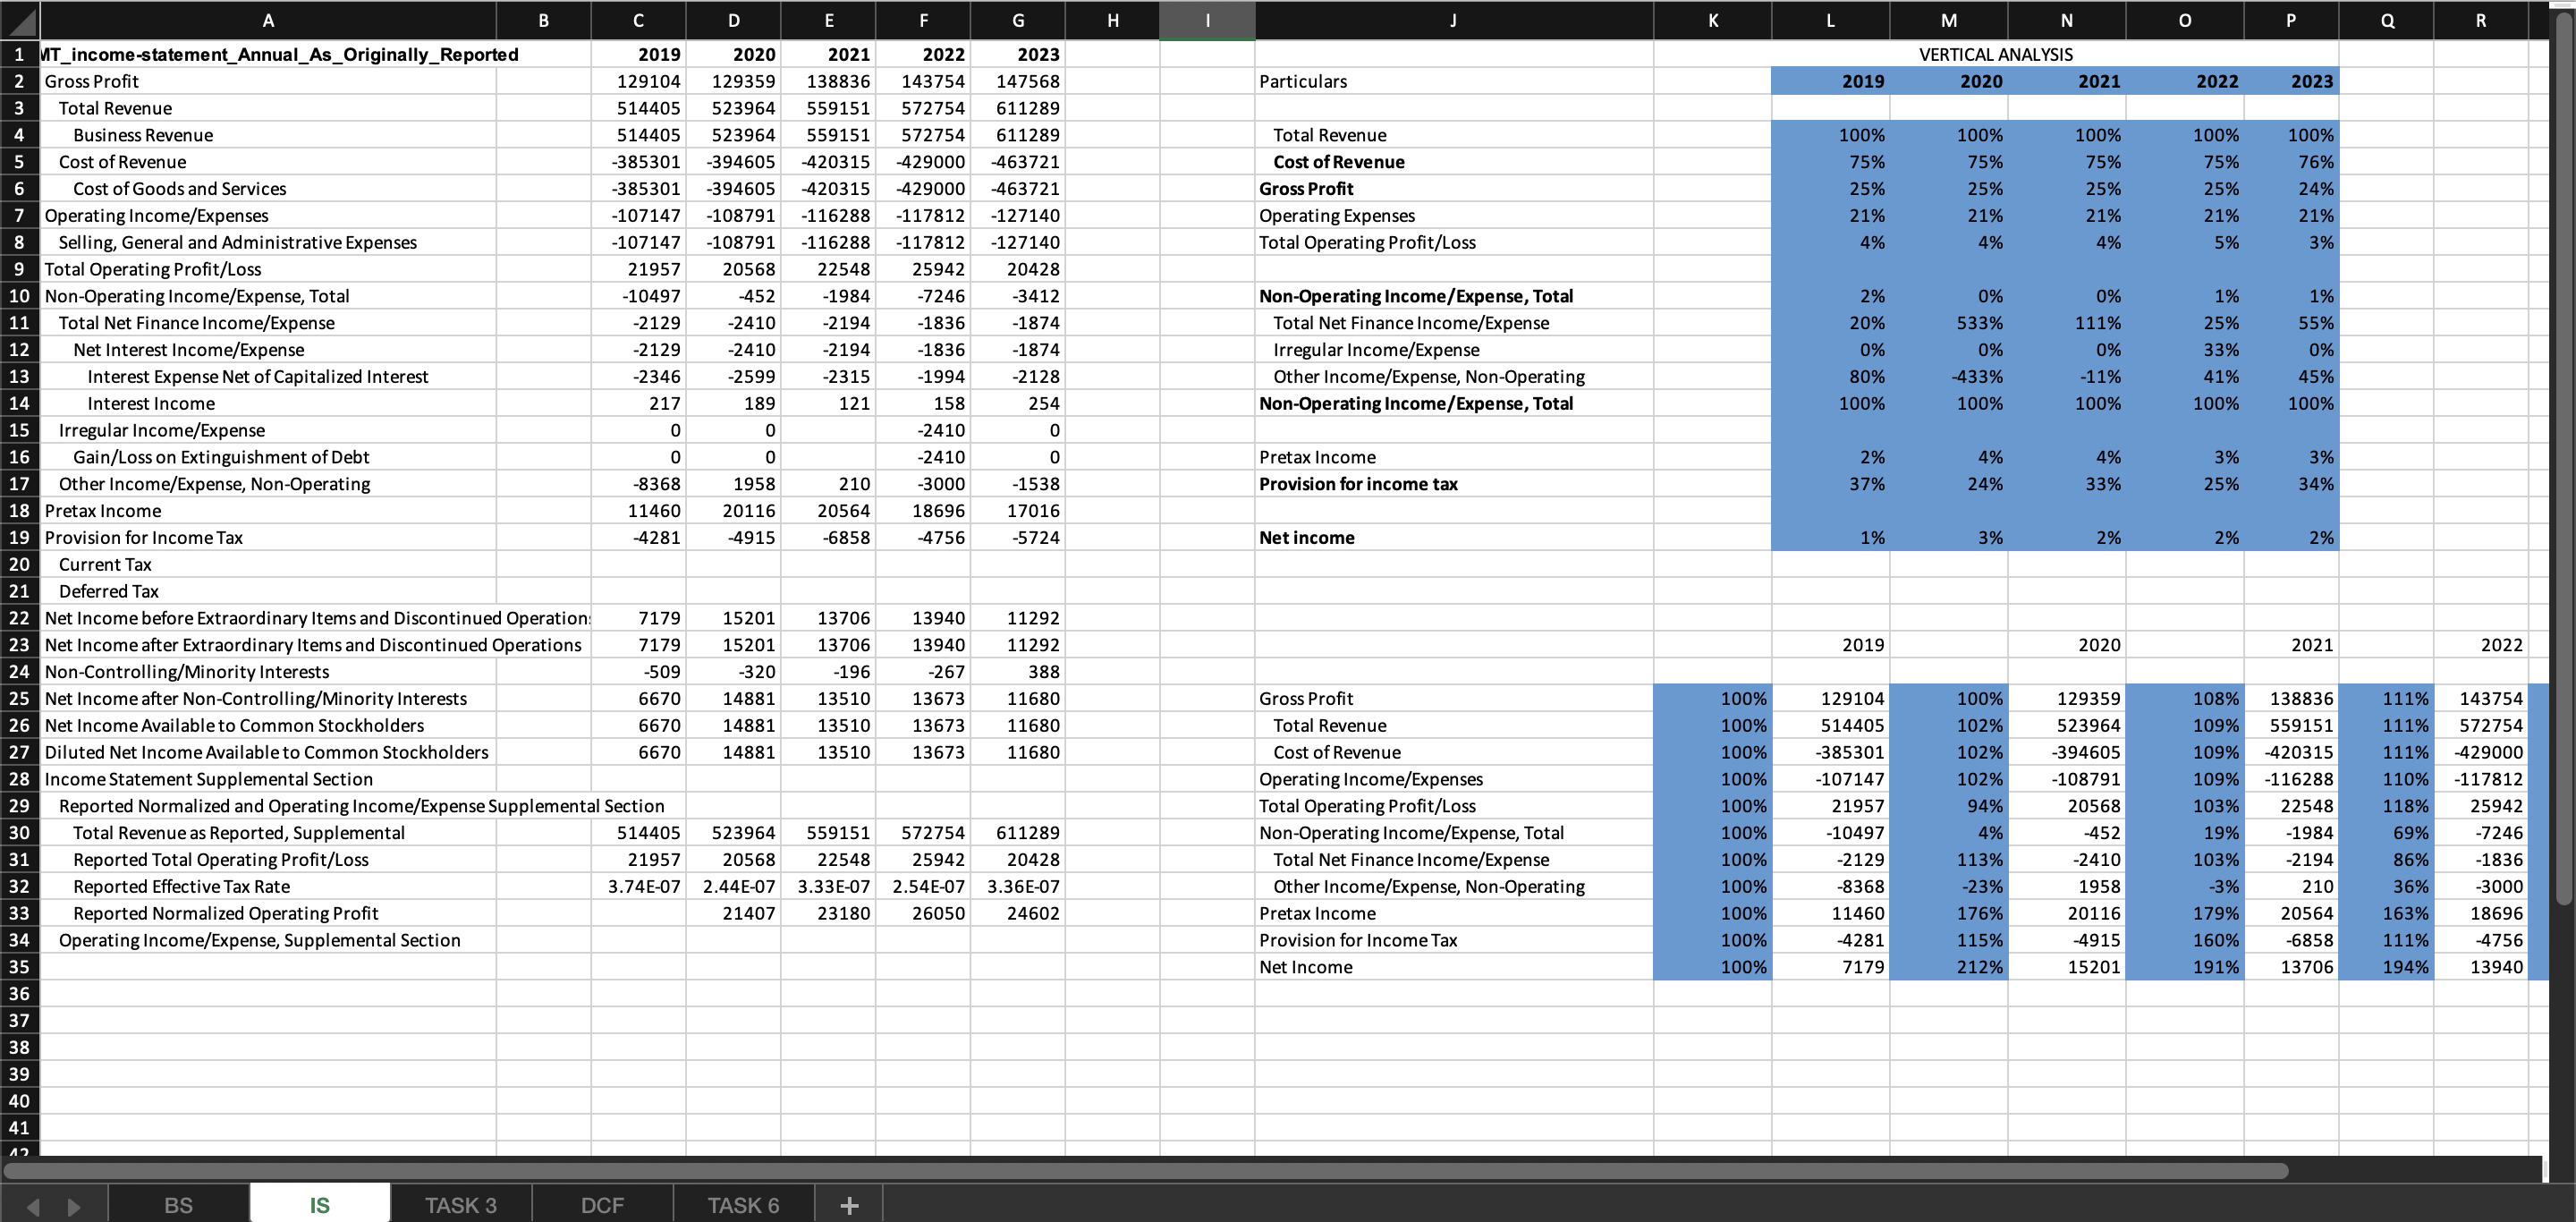 A B C D E F G H I J K L M N O P Q R
1 MT_income-statement_Annual_As_Originally_Reported 2019 2020 2021 2022 2023 VERTICAL ANALYSIS
2 Gross Profit 129104 129359 138836 143754 147568 Particulars 2019 2020 2021 2022 2023
3 Total Revenue 514405 523964 559151 572754 611289
4 Business Revenue 514405 523964 559151 572754 611289 Total Revenue 100% 100% 100% 100% 100%
5 Cost of Revenue -385301 -394605 -420315 -429000 -463721 Cost of Revenue 75% 75% 75% 75% 76%
6 Cost of Goods and Services -385301 -394605 -420315 -429000 -463721 Gross Profit 25% 25% 25% 25% 24%
7 Operating Income/Expenses -107147 -108791 -116288 -117812 -127140 Operating Expenses 21% 21% 21% 21% 21%
8 Selling, General and Administrative Expenses -107147 -108791 -116288 -117812 -127140 Total Operating Profit/Loss 4% 4% 4% 5% 3%
9 Total Operating Profit/Loss 21957 20568 22548 25942 20428
10 Non-Operating Income/Expense, Total -10497 -452 -1984 -7246 -3412 Non-Operating Income/Expense, Total 2% 0% 0% 1% 1%
11 Total Net Finance Income/Expense -2129 -2410 -2194 -1836 -1874 Total Net Finance Income/Expense 20% 533% 111% 25% 55%
12 Net Interest Income/Expense -2129 -2410 -2194 -1836 -1874 Irregular Income/Expense 0% 0% 0% 33% 0%
13 Interest Expense Net of Capitalized Interest -2346 -2599 -2315 -1994 -2128 Other Income/Expense, Non-Operating 80% -433% -11% 41% 45%
14 Interest Income 217 189 121 158 254 Non-Operating Income/Expense, Total 100% 100% 100% 100% 100%
15 Irregular Income/Expense 0 0 -2410 0
16 Gain/Loss on Extinguishment of Debt 0 0 -2410 0 Pretax Income 2% 4% 4% 3% 3%
17 Other Income/Expense, Non-Operating -8368 1958 210 -3000 -1538 Provision for income tax 37% 24% 33% 25% 34%
18 Pretax Income 11460 20116 20564 18696 17016
19 Provision for Income Tax -4281 -4915 -6858 -4756 -5724 Net income 1% 3% 2% 2% 2%
20 Current Tax
21 Deferred Tax
22 Net Income before Extraordinary Items and Discontinued Operation 7179 15201 13706 13940 11292
23 Net Income after Extraordinary Items and Discontinued Operations 7179 15201 13706 13940 11292 2019 2020 2021 2022
24 Non-Controlling/Minority Interests -509 -320 -196 -267 388
25 Net Income after Non-Controlling/Minority Interests 6670 14881 13510 13673 11680 Gross Profit 100% 129104 100% 129359 108% 138836 111% 143754
26 Net Income Available to Common Stockholders 6670 14881 13510 13673 11680 Total Revenue 100% 514405 102% 523964 109% 559151 111% 572754
27 Diluted Net Income Available to Common Stockholders 6670 14881 13510 13673 11680 Cost of Revenue 100% -385301 102% -394605 109% -420315 111% -429000
28 Income Statement Supplemental Section Operating Income/Expenses 100% -107147 102% -108791 109% -116288 110% -117812
29 Reported Normalized and Operating Income/Expense Supplemental Section Total Operating Profit/Loss 100% 21957 94% 20568 103% 22548 118% 25942
30 Total Revenue as Reported, Supplemental 514405 523964 559151 572754 611289 Non-Operating Income/Expense, Total 100% -10497 4% -452 19% -1984 69% -7246
31 Reported Total Operating Profit/Loss 21957 20568 22548 25942 20428 Total Net Finance Income/Expense 100% -2129 113% -2410 103% -2194 86% -1836
32 Reported Effective Tax Rate 3.74E-07 2.44E-07 3.33E-07 2.54E-07 3.36E-07 Other Income/Expense, Non-Operating 100% -8368 -23% 1958 -3% 210 36% -3000
33 Reported Normalized Operating Profit 21407 23180 26050 24602 Pretax Income 100% 11460 176% 20116 179% 20564 163% 18696
34 Operating Income/Expense, Supplemental Section Provision for Income Tax 100% -4281 115% -4915 160% -6858 111% -4756
35 Net Income 100% 7179 212% 15201 191% 13706 194% 13940
36
37
38
39
40
41
42
BS IS TASK 3 DCF TASK 6 +